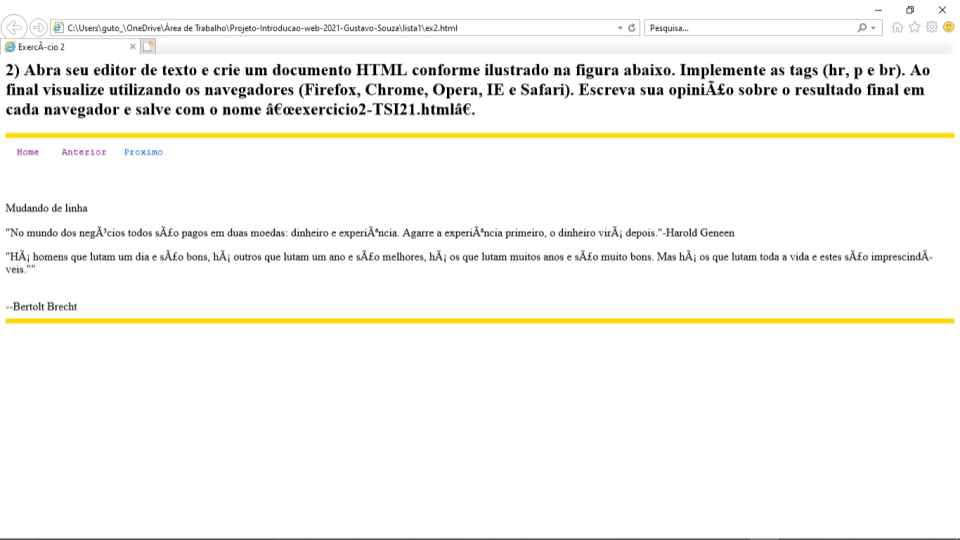 C:\Users\guto_\OneDrive\Área de Trabalho\Projeto-Introducao-web-2021-Gustavo-Souza\lista1\ex2.html
Pesquisa...
ExercÃ­cio 2
2) Abra seu editor de texto e crie um documento HTML conforme ilustrado na figura abaixo. Implemente as tags (hr, p e br). Ao
final visualize utilizando os navegadores (Firefox, Chrome, Opera, IE e Safari). Escreva sua opiniÃ£o sobre o resultado final em
cada navegador e salve com o nome â€œexercicio2-TSI21.htmlâ€.
Home Anterior Proximo
Mudando de linha
"No mundo dos negÃ³cios todos sÃ£o pagos em duas moedas: dinheiro e experiÃªncia. Agarre a experiÃªncia primeiro, o dinheiro virÃ¡ depois."-Harold Geneen
"HÃ¡ homens que lutam um dia e sÃ£o bons, hÃ¡ outros que lutam um ano e sÃ£o melhores, hÃ¡ os que lutam muitos anos e sÃ£o muito bons. Mas hÃ¡ os que lutam toda a vida e estes sÃ£o imprescindÃ-
veis.""
--Bertolt Brecht